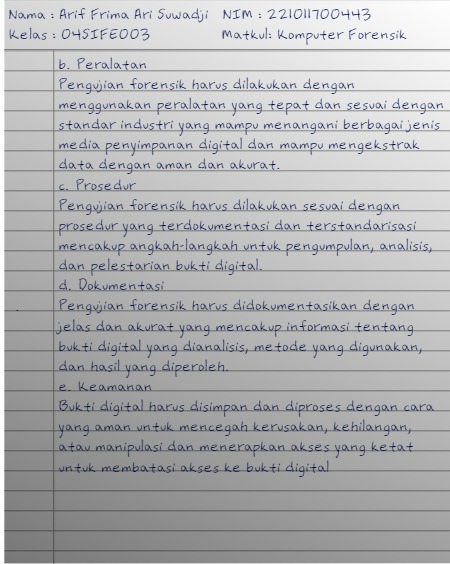 Nama : Arif Frima Ari Suwadji NIM : 221011700443
Kelas : 04SIFE003 Matkul: Komputer Forensik
b. Peralatan
Pengujian forensik harus dilakukan dengan
menggunakan peralatan yang tepat dan sesuai dengan
standar industri yang mampu menangani berbagai jenis
media penyimpanan digital dan mampu mengekstrak
data dengan aman dan akurat.
c. Prosedur
Pengujian forensik harus dilakukan sesuai dengan
prosedur yang terdokumentasi dan terstandarisasi
mencakup angkah-langkah untuk pengumpulan, analisis,
dan pelestarian bukti digital.
d. Dokumentasi
Pengujian forensik harus didokumentasikan dengan
jelas dan akurat yang mencakup informasi tentang
bukti digital yang dianalisis, metode yang digunakan,
dan hasil yang diperoleh.
e. Keamanan
Bukti digital harus disimpan dan diproses dengan cara
yang aman untuk mencegah kerusakan, kehilangan,
atau manipulasi dan menerapkan akses yang ketat
untuk membatasi akses ke bukti digital